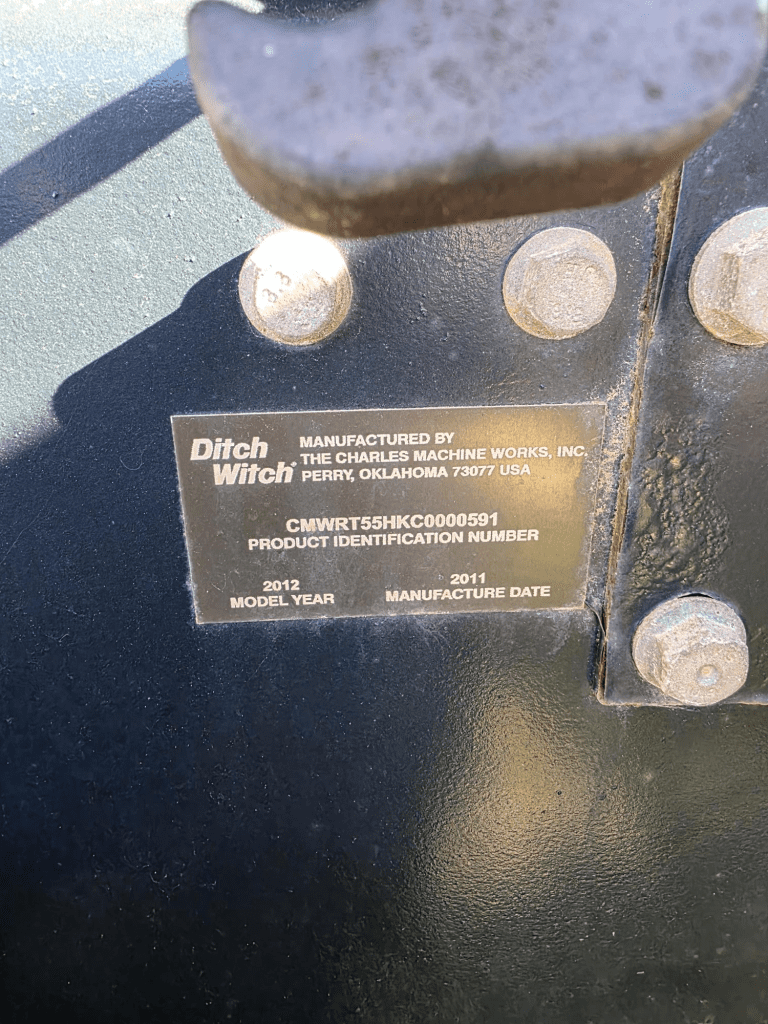 Ditch
Witch®
MANUFACTURED BY
THE CHARLES MACHINE WORKS, INC.
PERRY, OKLAHOMA 73077 USA
CMWRT55HKC0000591
PRODUCT IDENTIFICATION NUMBER
2012
MODEL YEAR
2011
MANUFACTURE DATE